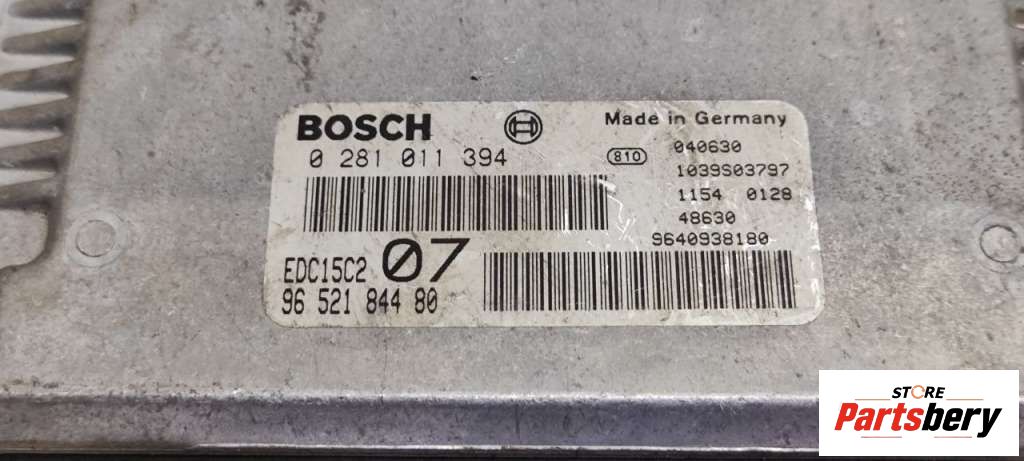 BOSCH
Made in Germany
0 281 011 394
810
040630
1039S03797
1154 0128
48630
9640938180
EDC15C2 07
96 521 844 80
STORE
Partsbery